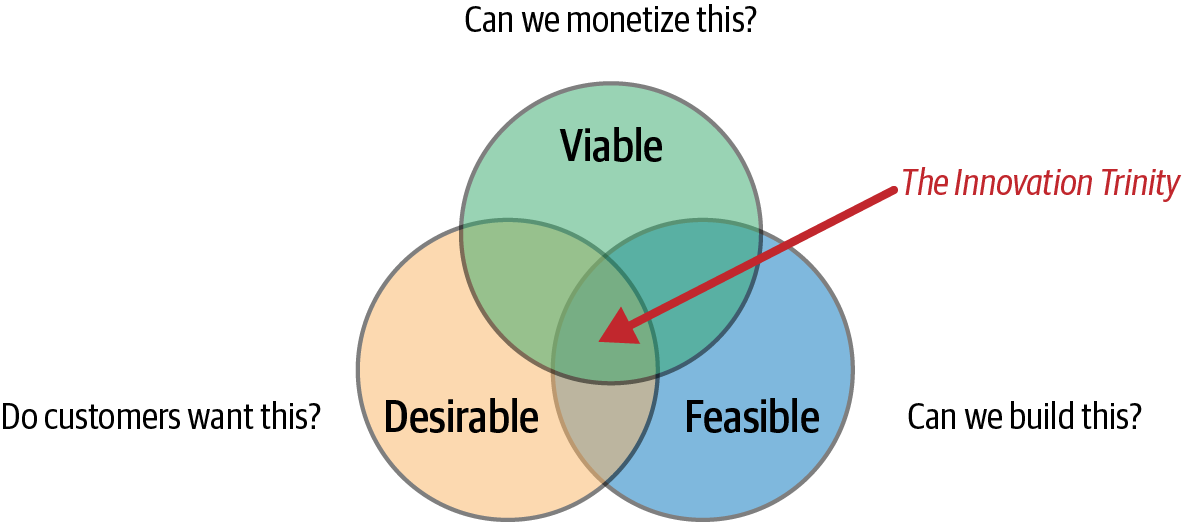 Can we monetize this?
Viable
The Innovation Trinity
Do customers want this?
Desirable
Feasible
Can we build this?